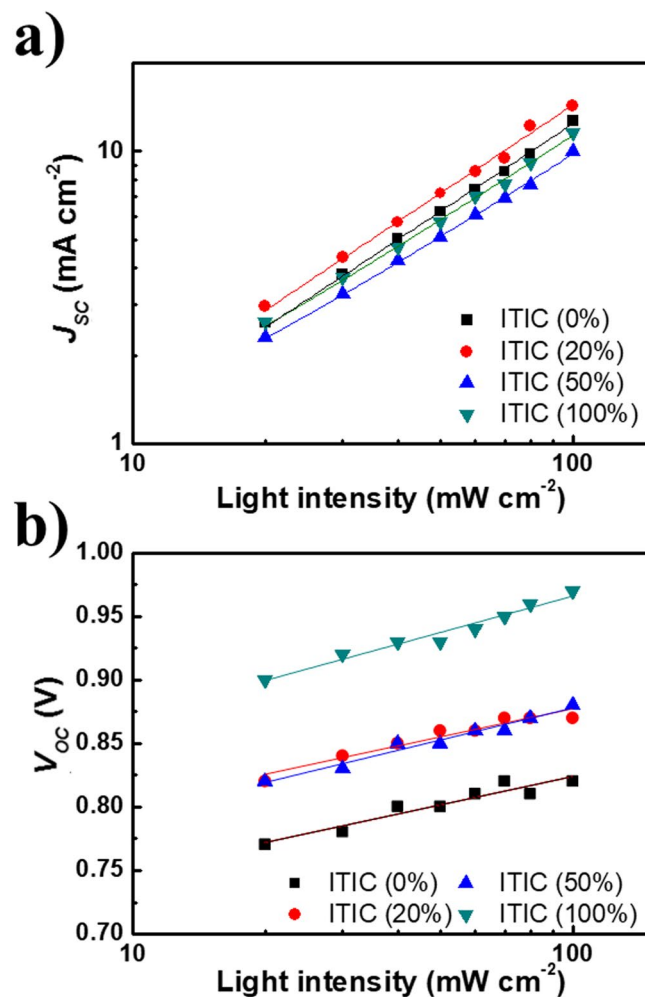 a)
J_SC (mA cm⁻²)
10
1
ITIC (0%)
ITIC (20%)
ITIC (50%)
ITIC (100%)
10 100
Light intensity (mW cm⁻²)
b)
V_OC (V)
1.00
0.95
0.90
0.85
0.80
0.75
0.70
ITIC (0%) ITIC (50%)
ITIC (20%) ITIC (100%)
10 100
Light intensity (mW cm⁻²)